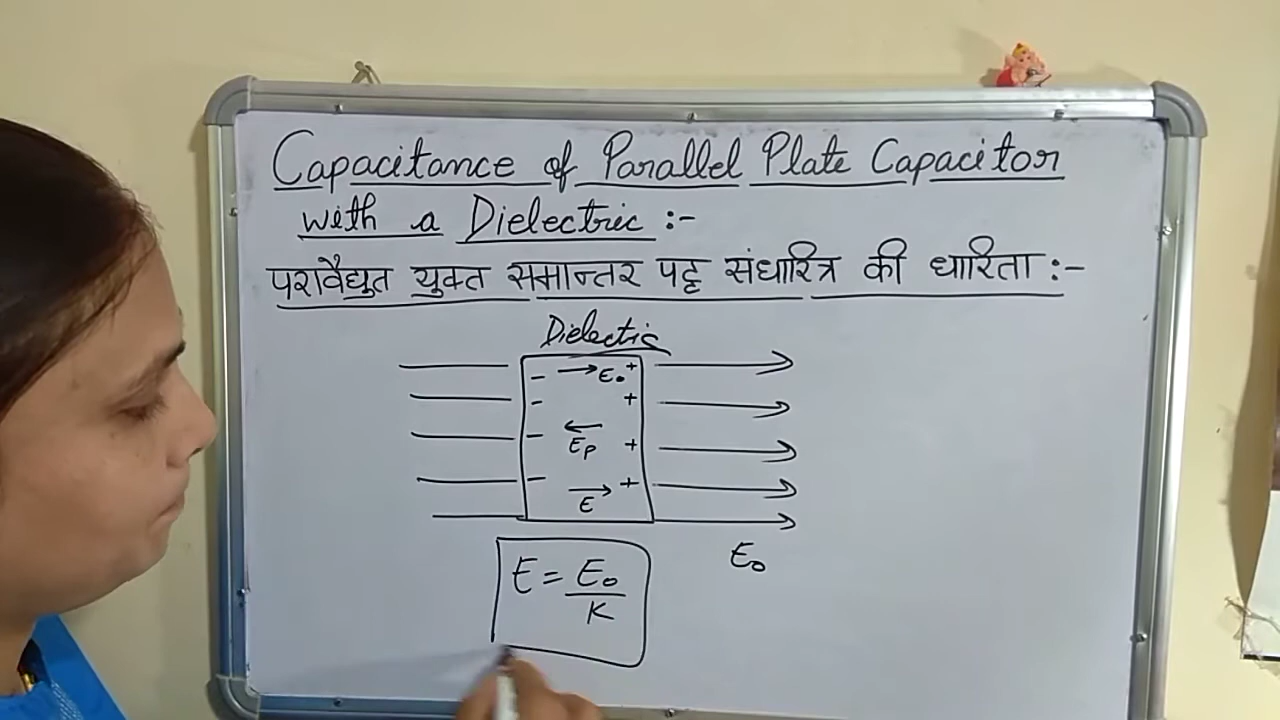 Capacitance of Parallel Plate Capacitor
with a Dielectric :-
परावैद्युत युक्त समान्तर पट्ट संधारित्र की धारिता :-
Dielectric
- → E₀ +
- +
- ← +
Eₚ
- → +
E
E₀
E = E₀/K